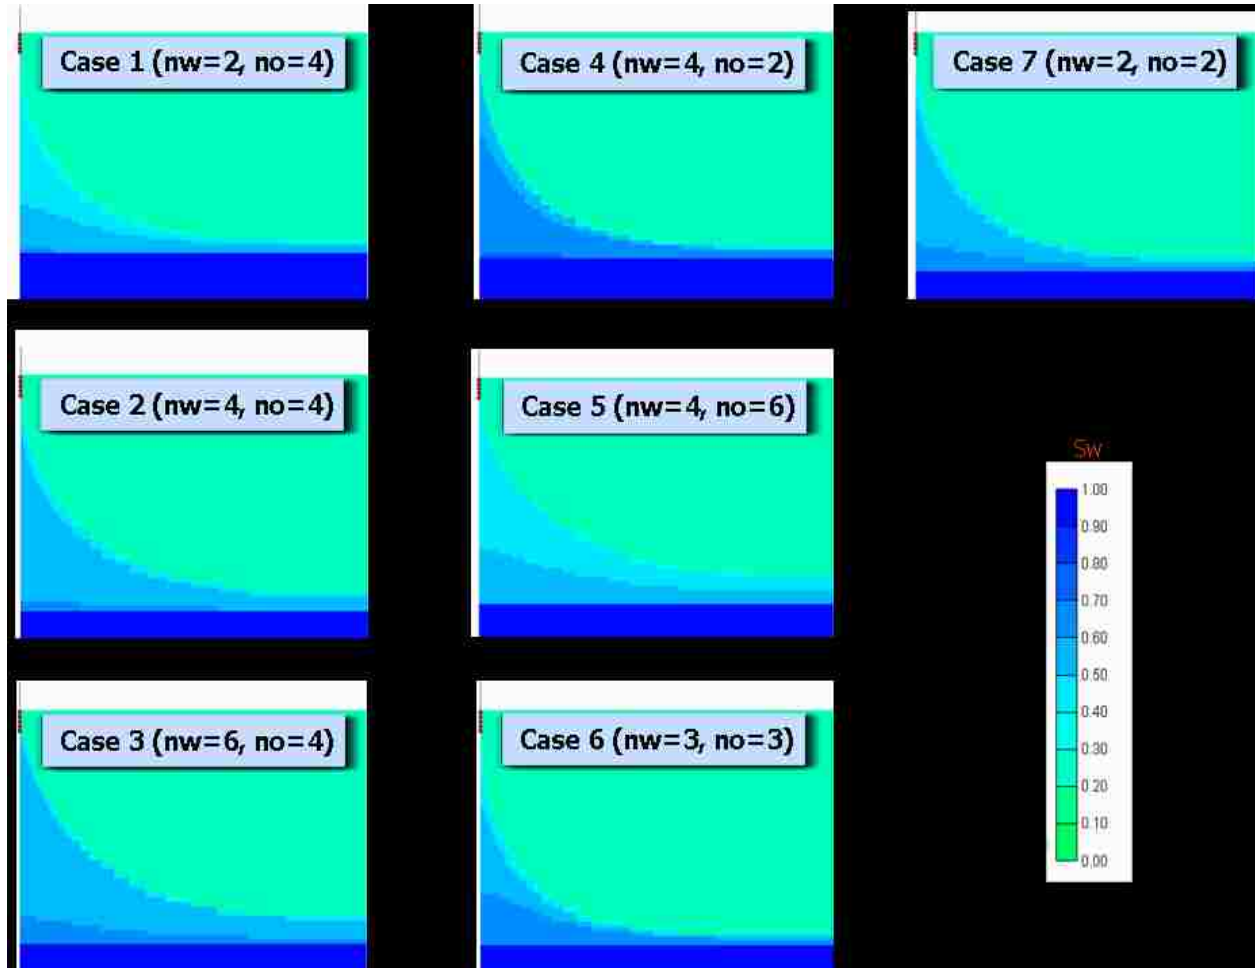 Case 1 (nw=2, no=4)
Case 4 (nw=4, no=2)
Case 7 (nw=2, no=2)
Case 2 (nw=4, no=4)
Case 5 (nw=4, no=6)
Case 3 (nw=6, no=4)
Case 6 (nw=3, no=3)
Sw
1.00
0.90
0.80
0.70
0.60
0.50
0.40
0.30
0.20
0.10
0.00